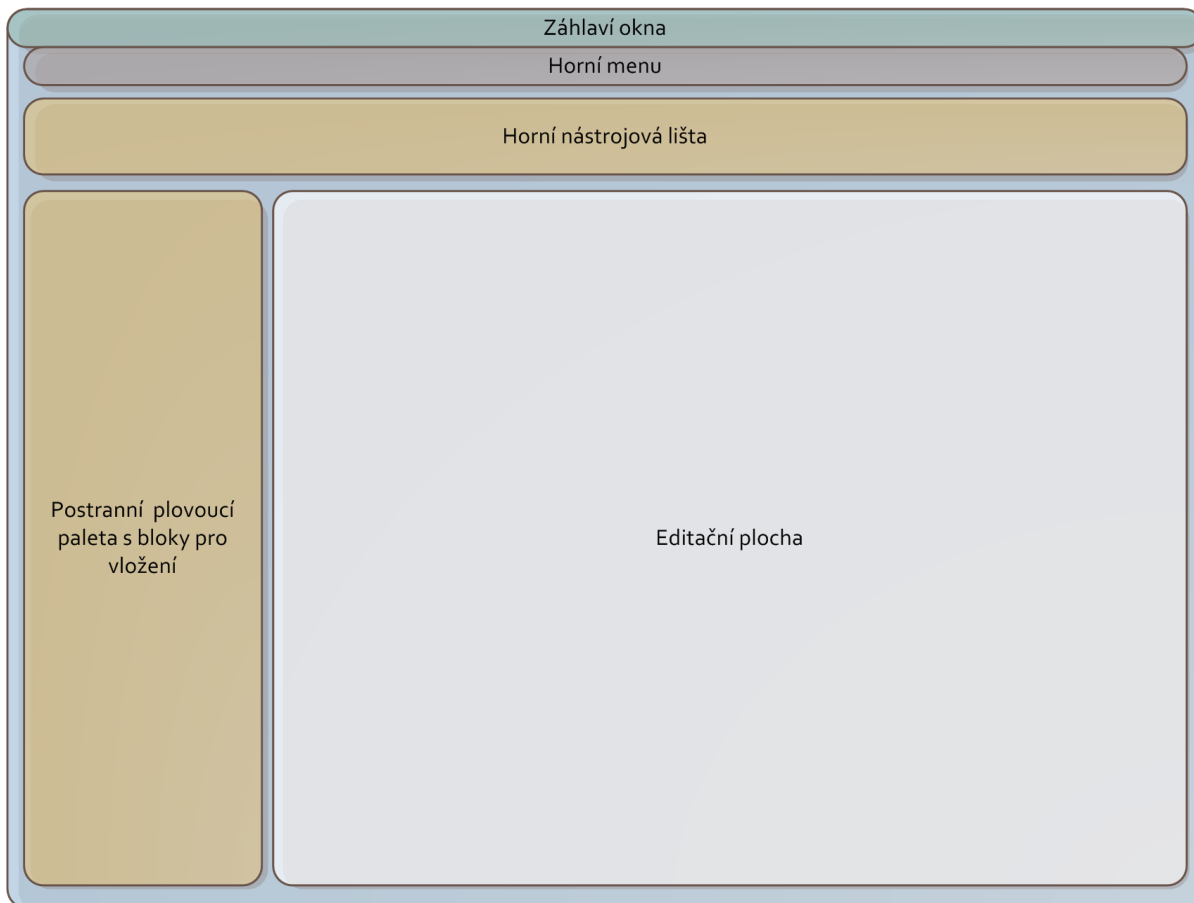 Záhlaví okna
Horní menu
Horní nástrojová lišta
Postranní  plovoucí
paleta s bloky pro
vložení
Editační plocha